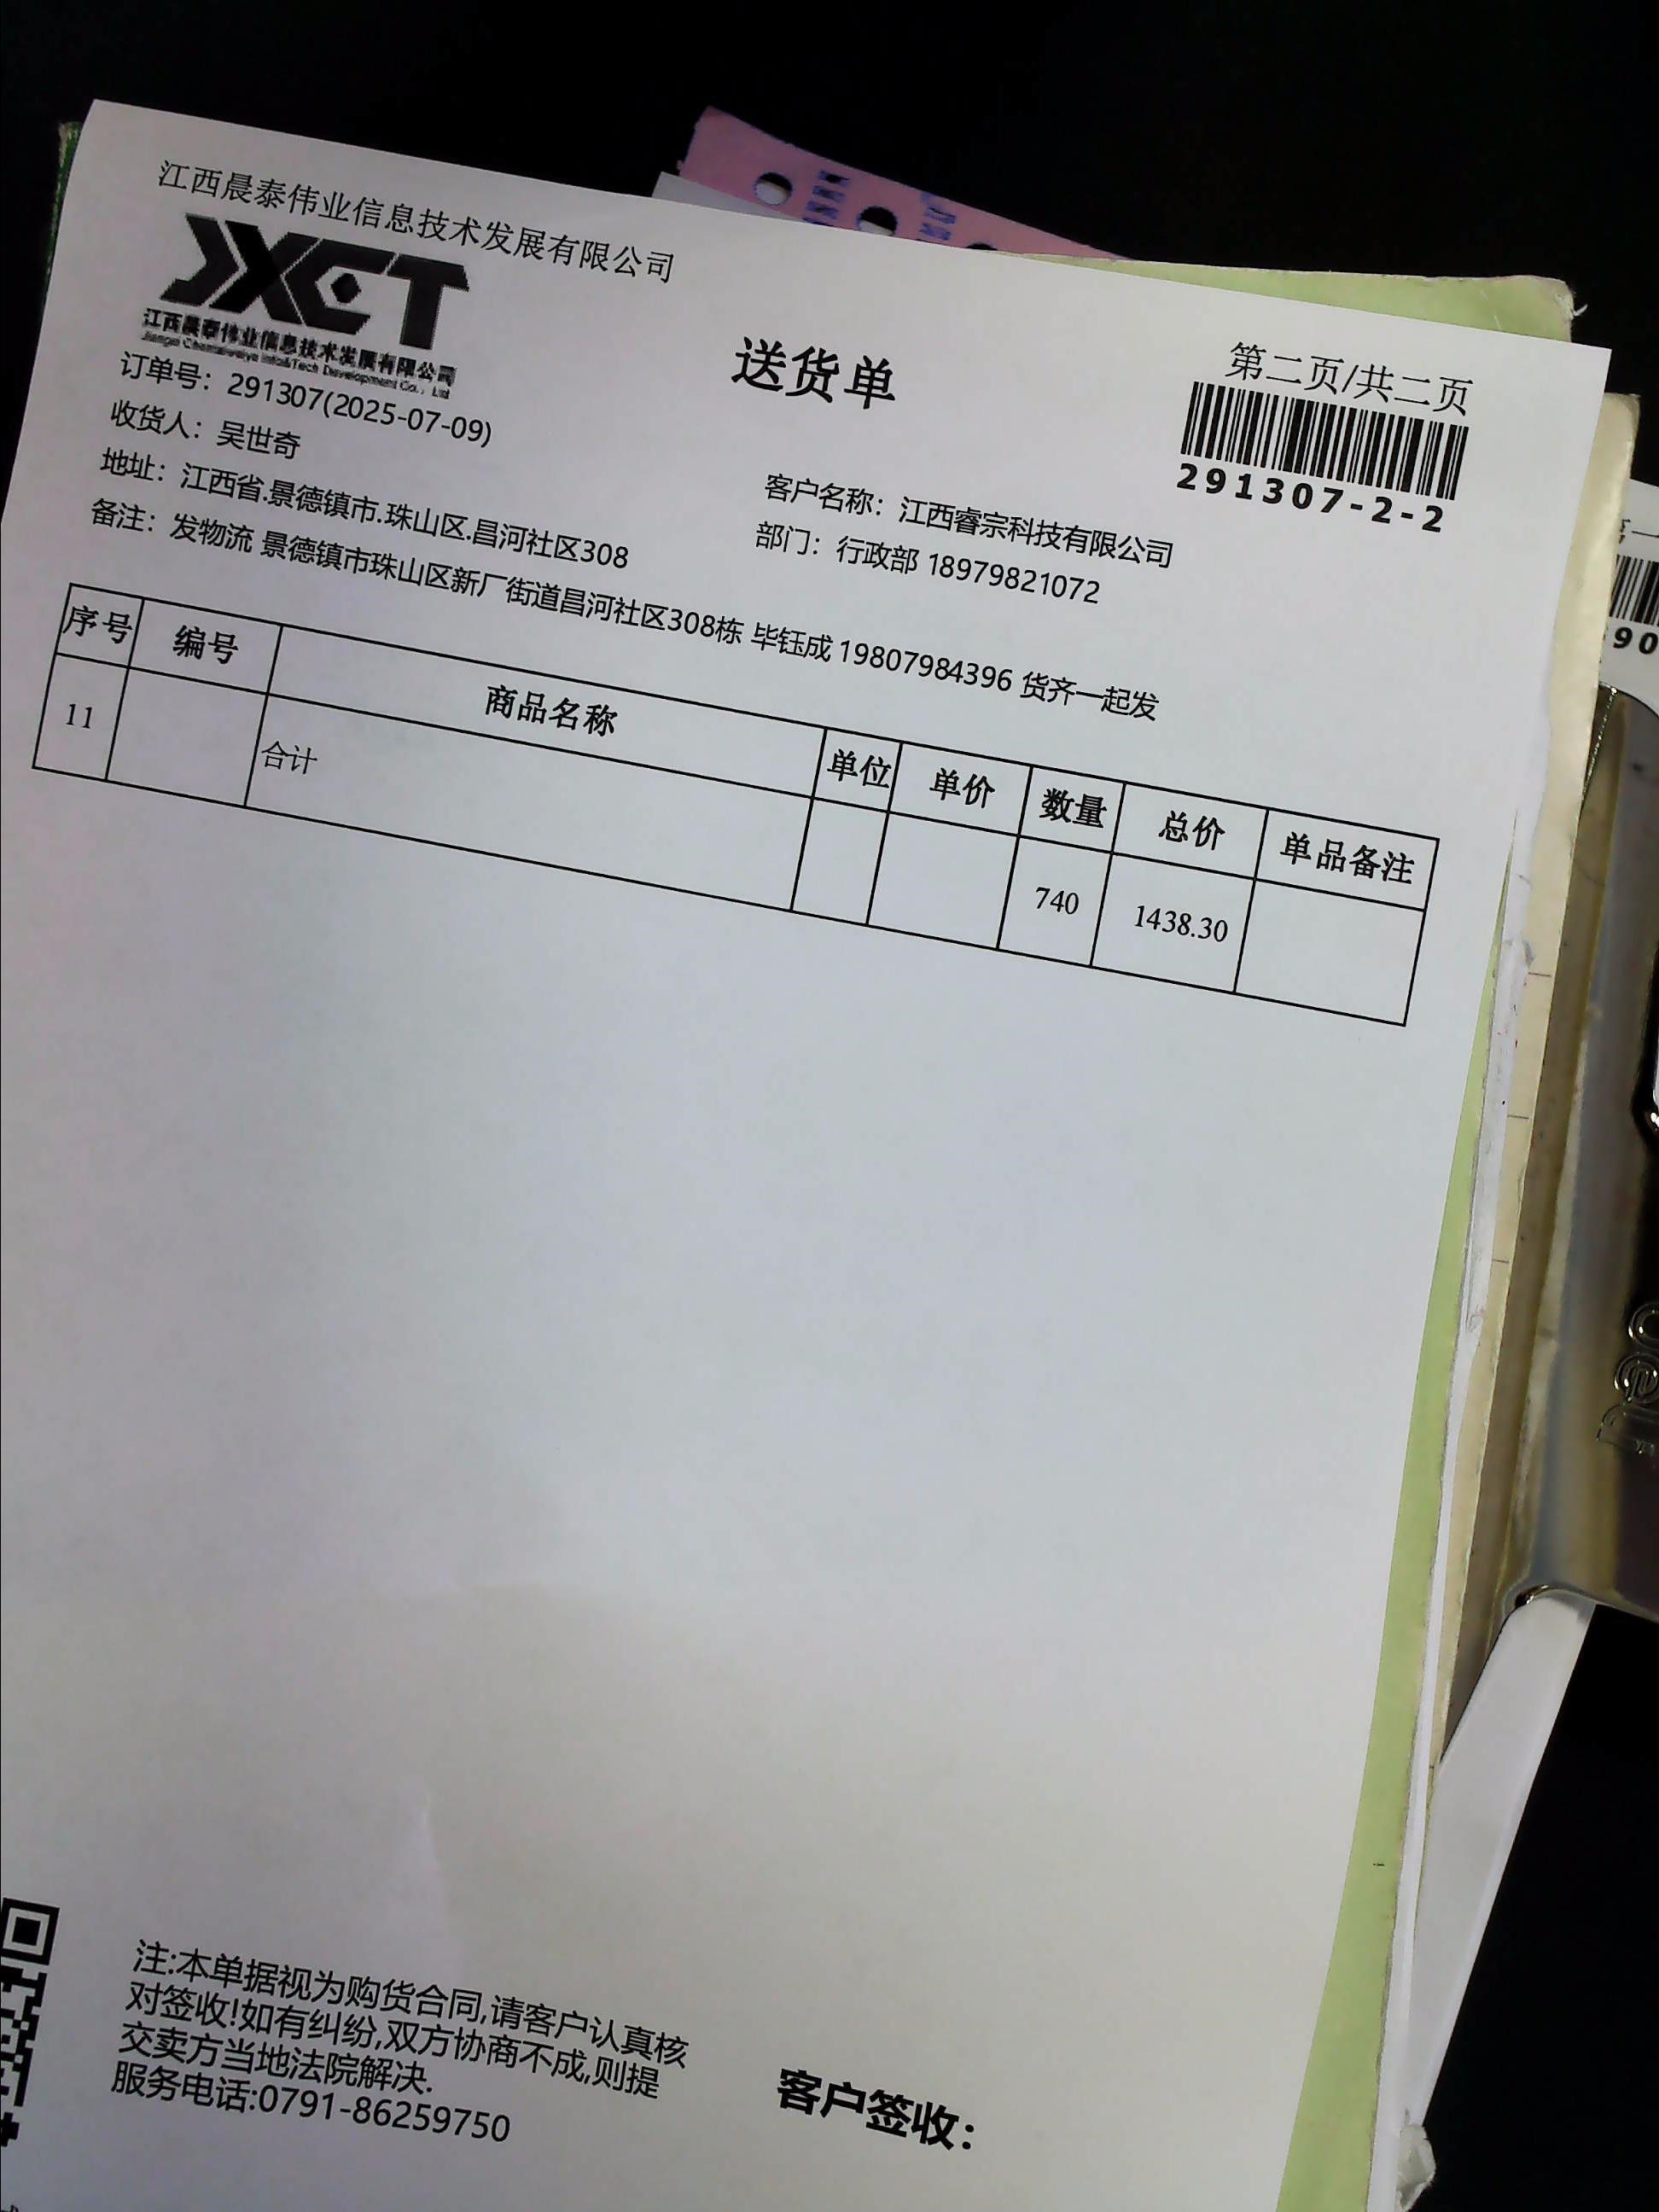 江西晨泰伟业信息技术发展有限公司
JXCT
江西晨泰伟业信息技术发展有限公司
送货单
第二页/共二页
291307-2-2
订单号：291307(2025-07-09)
收货人：吴世奇
客户名称：江西睿宗科技有限公司
地址：江西省.景德镇市.珠山区.昌河社区308
部门：行政部 18979821072
备注：发物流 景德镇市珠山区新厂街道昌河社区308栋 毕钰成 19807984396 货齐一起发
序号 编号 商品名称 单位 单价 数量 总价 单品备注
11 合计 740 1438.30
注:本单据视为购货合同,请客户认真核
对签收!如有纠纷,双方协商不成,则提
交卖方当地法院解决.
服务电话:0791-86259750
客户签收：
90
deli